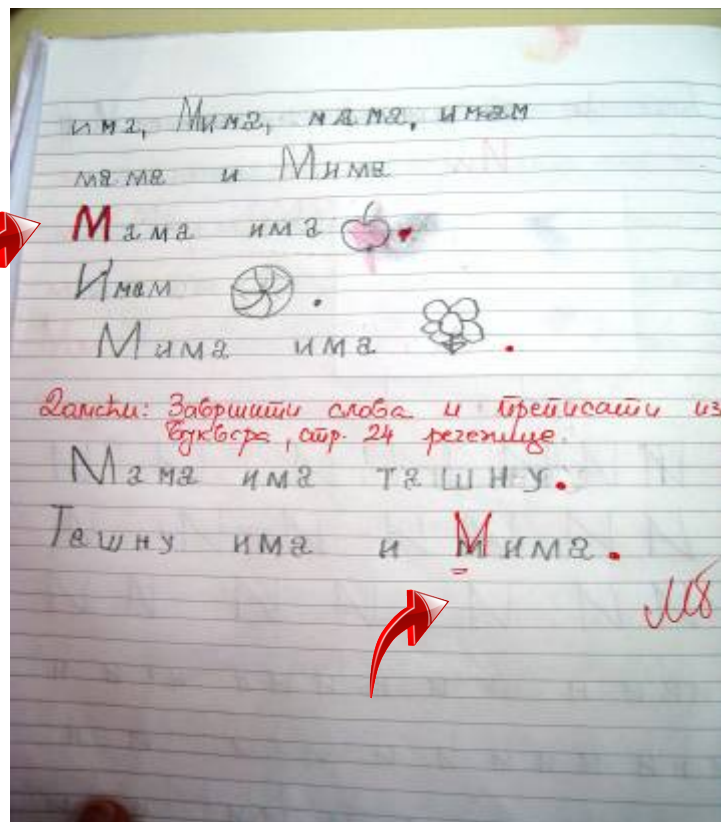 има, Мима, мама, имам
мама и Мима
Мама има .
Имам .
Мима има .
Домаћи: Завршити слова и преписати из
буквара, стр. 24 реченице.
Мама има ташну.
Ташну има и Мима.